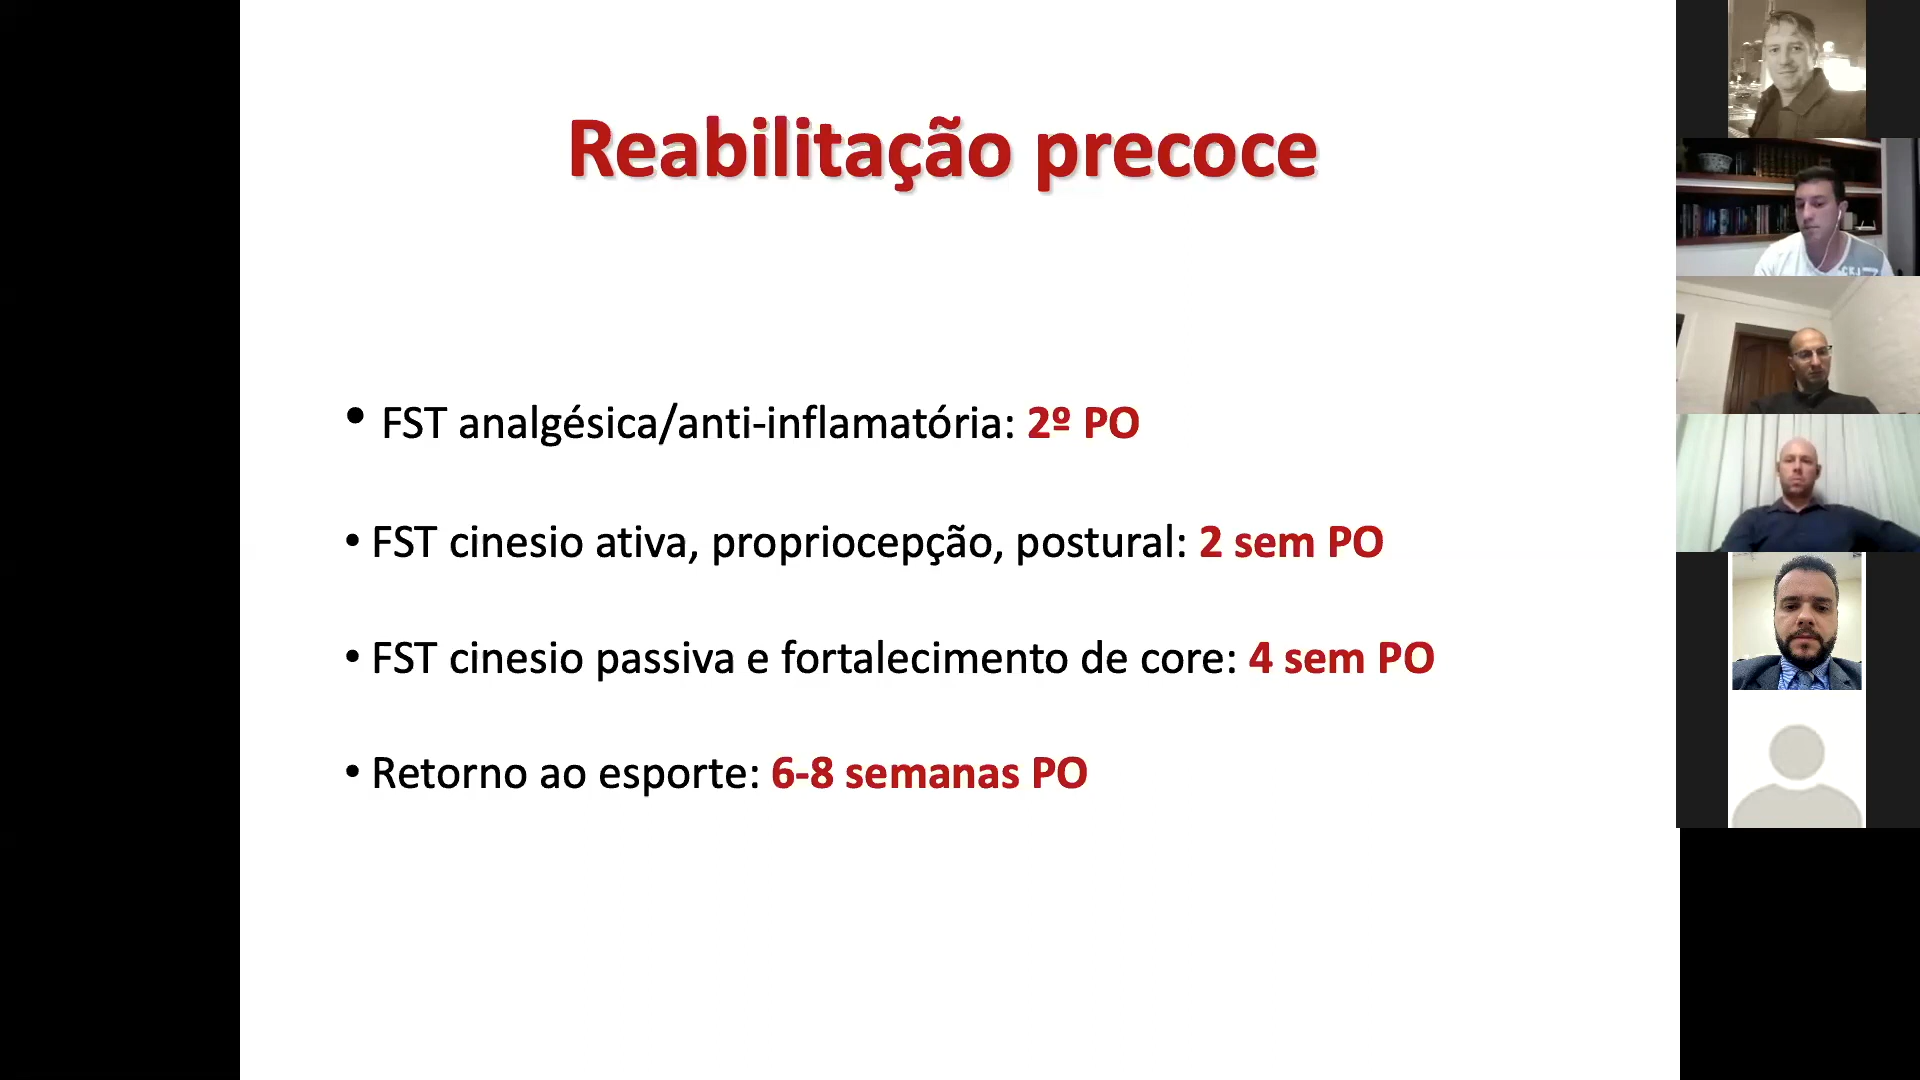 Reabilitação precoce
• FST analgésica/anti-inflamatória: 2º PO
• FST cinesio ativa, propriocepção, postural: 2 sem PO
• FST cinesio passiva e fortalecimento de core: 4 sem PO
• Retorno ao esporte: 6-8 semanas PO